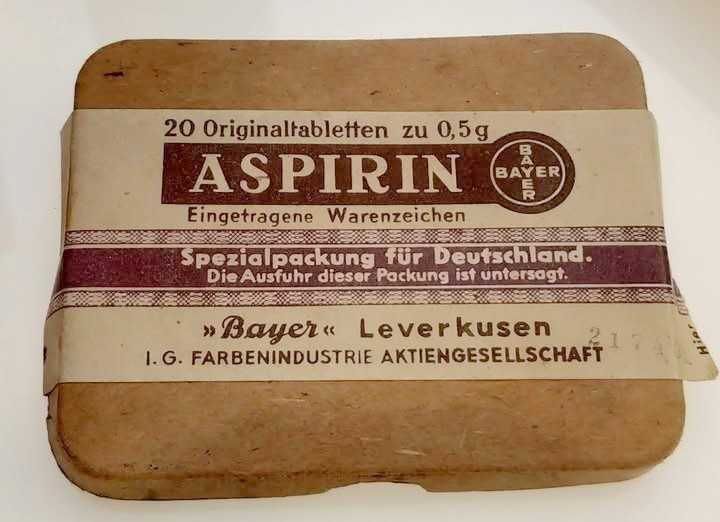 20 Originaltabletten zu 0,5g
ASPIRIN
BAYER
BAYER
Eingetragene Warenzeichen
Spezialpackung für Deutschland.
Die Ausfuhr dieser Packung ist untersagt.
»Bayer« Leverkusen
I.G. FARBENINDUSTRIE AKTIENGESELLSCHAFT